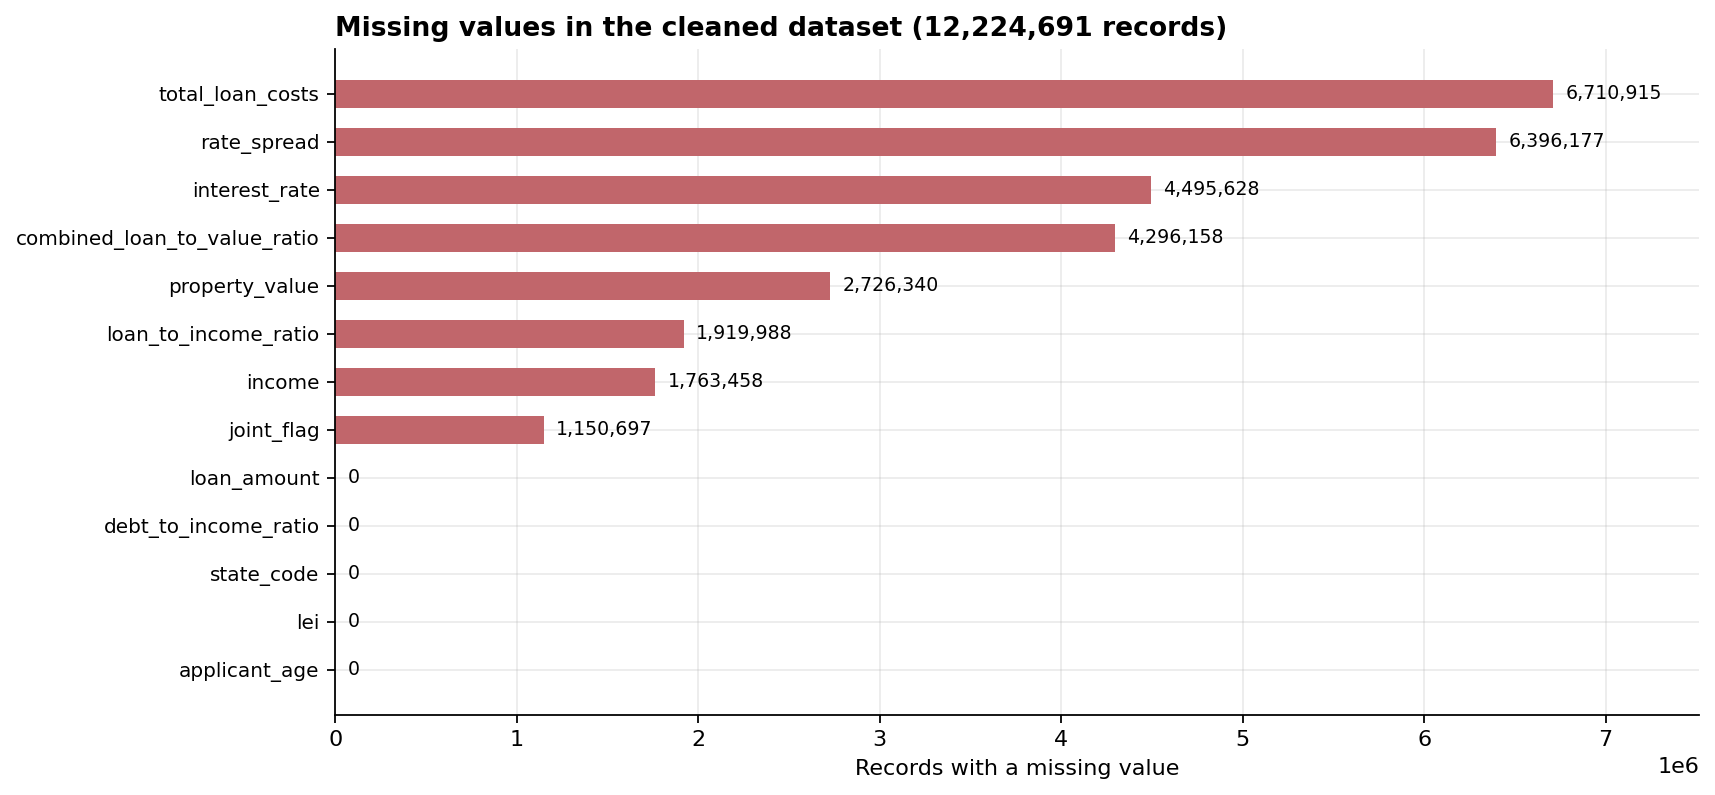 Missing values in the cleaned dataset (12,224,691 records)
total_loan_costs 6,710,915
rate_spread 6,396,177
interest_rate 4,495,628
combined_loan_to_value_ratio 4,296,158
property_value 2,726,340
loan_to_income_ratio 1,919,988
income 1,763,458
joint_flag 1,150,697
loan_amount 0
debt_to_income_ratio 0
state_code 0
lei 0
applicant_age 0
0 1 2 3 4 5 6 7
Records with a missing value 1e6